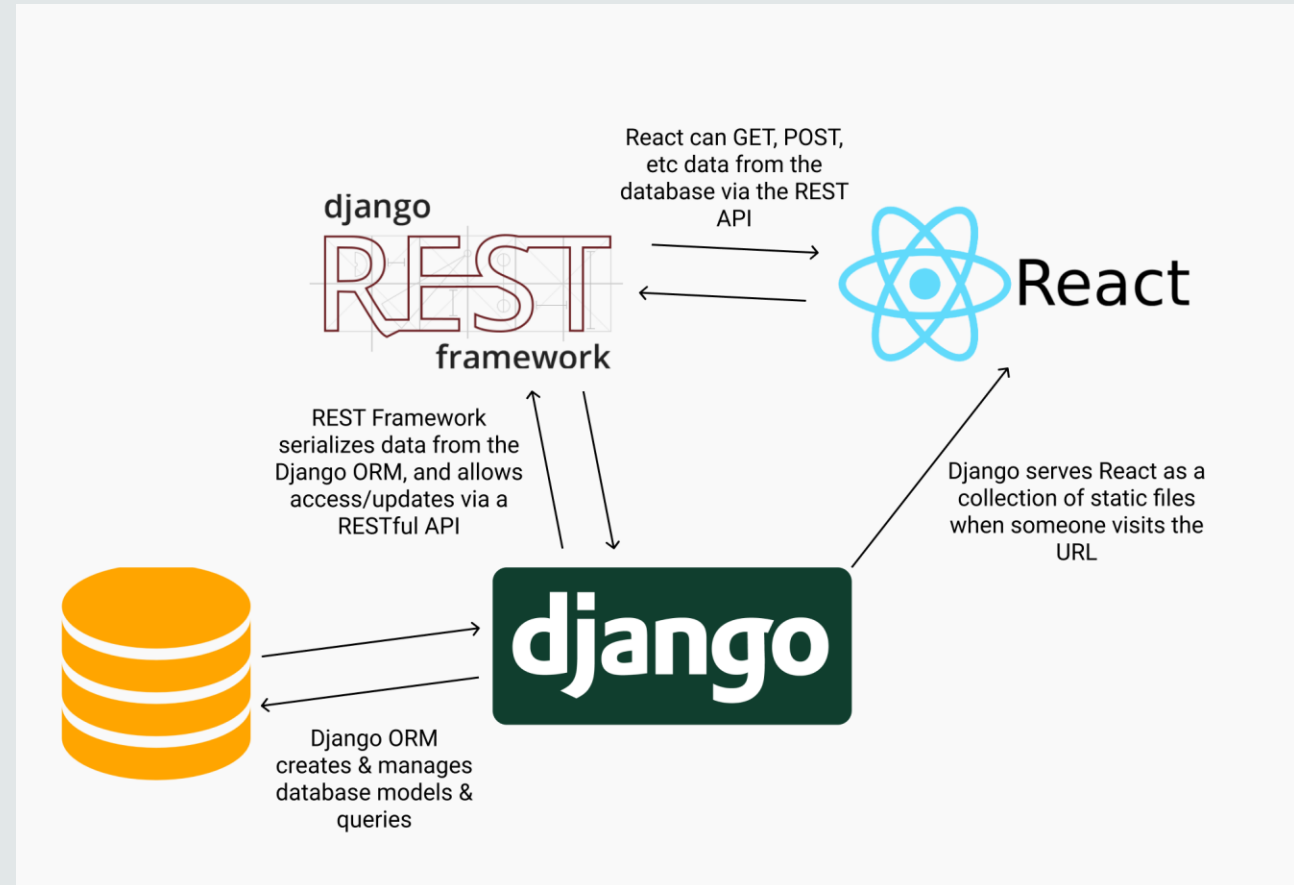 React can GET, POST,
etc data from the
database via the REST
API
django
REST
framework
React
REST Framework
serializes data from the
Django ORM, and allows
access/updates via a
RESTful API
Django serves React as a
collection of static files
when someone visits the
URL
django
Django ORM
creates & manages
database models &
queries